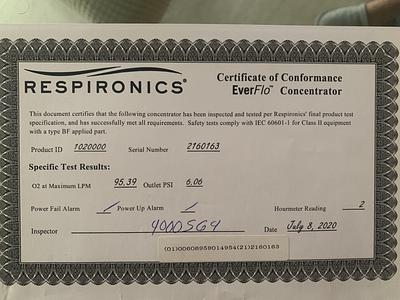 RESPIRONICS®
Certificate of Conformance
EverFlo™ Concentrator
This document certifies that the following concentrator has been inspected and tested per Respironics' final product test
specification, and has successfully met all requirements. Safety tests comply with IEC 60601-1 for Class II equipment
with a type BF applied part.
Product ID 1020000 Serial Number 2160163
Specific Test Results:
O2 at Maximum LPM 95.39 Outlet PSI 6.06
Power Fail Alarm ✓ Power Up Alarm ✓ Hourmeter Reading 2
Inspector 4000SG4 Date July 8, 2020
(01)00606959014954(21)2160163